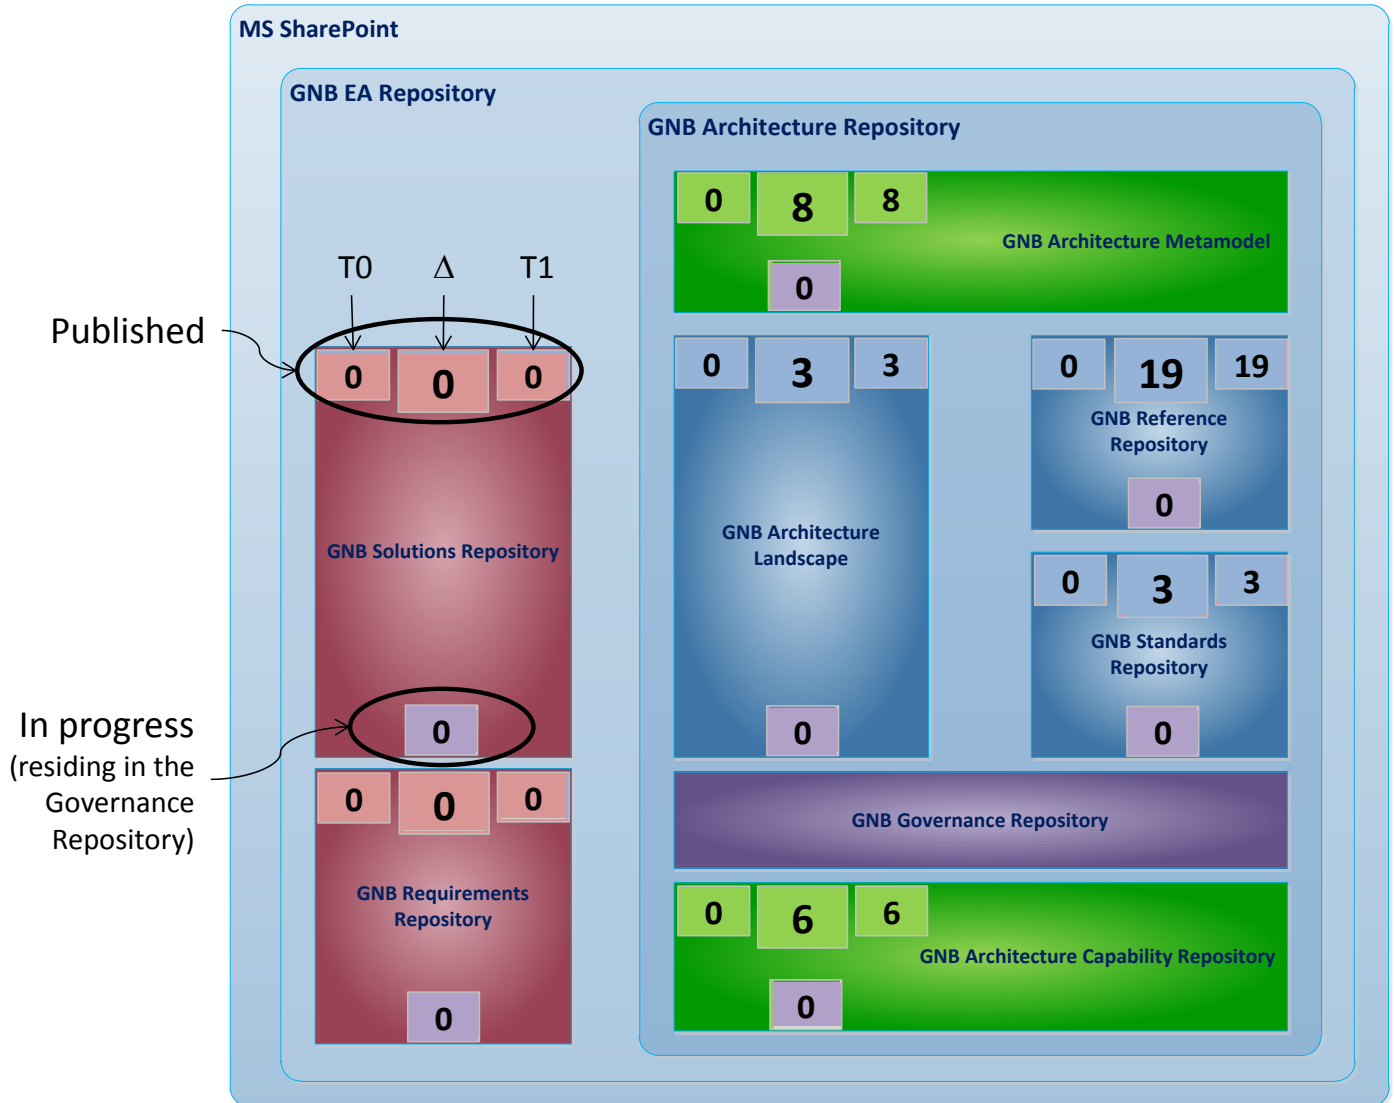 MS SharePoint
GNB EA Repository
GNB Architecture Repository
0
8
8
GNB Architecture Metamodel
0
T0
Δ
T1
Published
0
0
0
GNB Solutions Repository
In progress
(residing in the
Governance
Repository)
0
0
0
0
GNB Requirements
Repository
0
0
3
3
GNB Architecture
Landscape
0
0
19
19
GNB Reference
Repository
0
0
3
3
GNB Standards
Repository
0
GNB Governance Repository
0
6
6
GNB Architecture Capability Repository
0